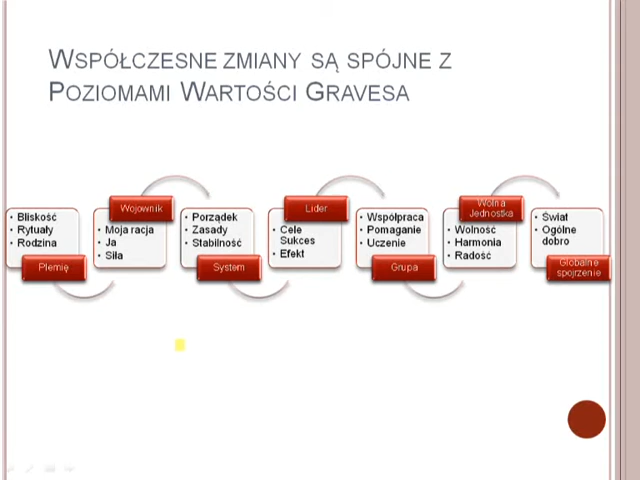 WSPÓŁCZESNE ZMIANY SĄ SPÓJNE Z
POZIOMAMI WARTOŚCI GRAVESA
• Bliskość
• Rytuały
• Rodzina
Plemię
Wojownik
• Moja racja
• Ja
• Siła
• Porządek
• Zasady
• Stabilność
System
Lider
• Cele
Sukces
• Efekt
• Współpraca
• Pomaganie
• Uczenie
Grupa
Wolna
Jednostka
• Wolność
• Harmonia
• Radość
• Świat
• Ogólne
dobro
Globalne
spojrzenie